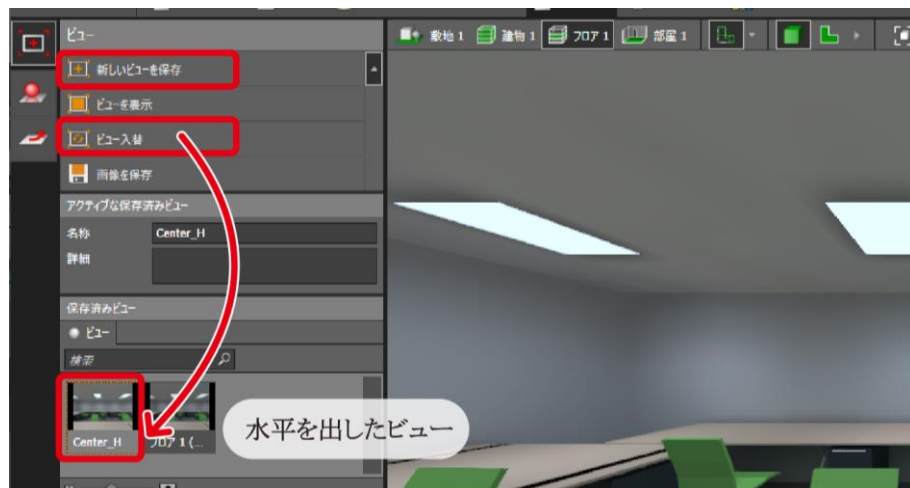 ビュー
敷地 1 建物 1 フロア 1 部屋 1
新しいビューを保存
ビューを表示
ビュー入替
画像を保存
アクティブな保存済みビュー
名称 Center_H
詳細
保存済みビュー
ビュー
検索
Center_H フロア 1 (...
水平を出したビュー